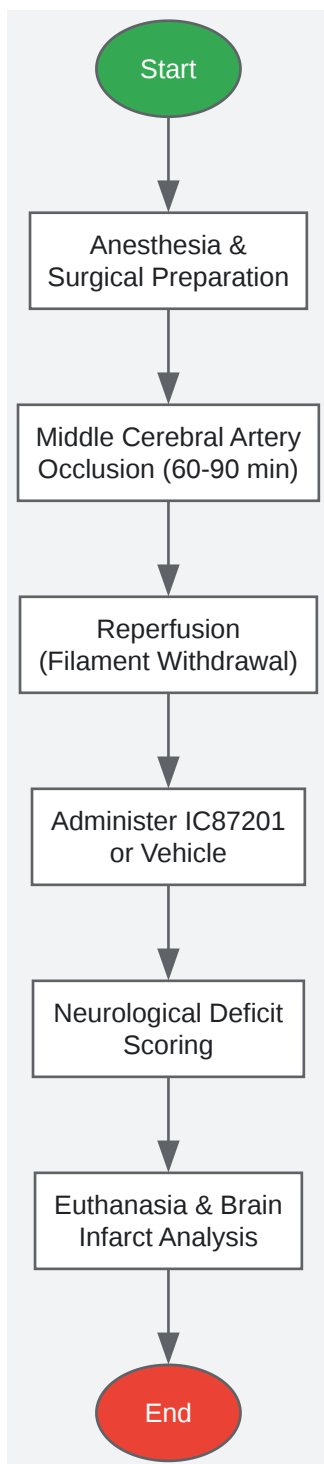 Start
Anesthesia &
Surgical Preparation
Middle Cerebral Artery
Occlusion (60-90 min)
Reperfusion
(Filament Withdrawal)
Administer IC87201
or Vehicle
Neurological Deficit
Scoring
Euthanasia & Brain
Infarct Analysis
End